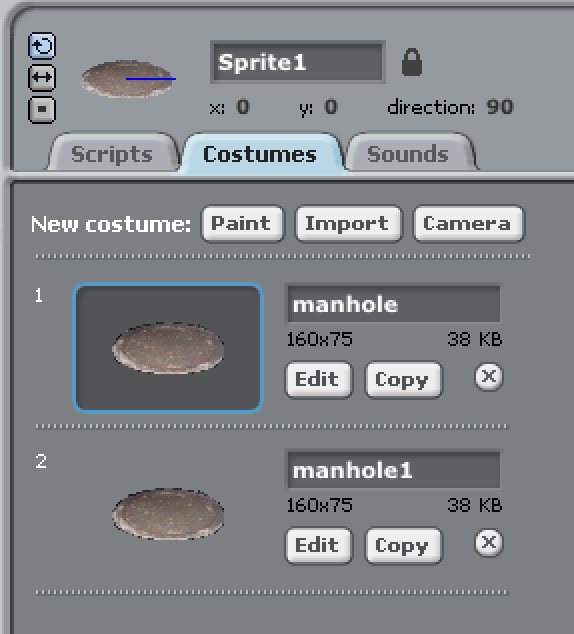 Sprite1
x: 0 y: 0 direction: 90
Scripts Costumes Sounds
New costume: Paint Import Camera
1
manhole
160x75 38 KB
Edit Copy
2
manhole1
160x75 38 KB
Edit Copy